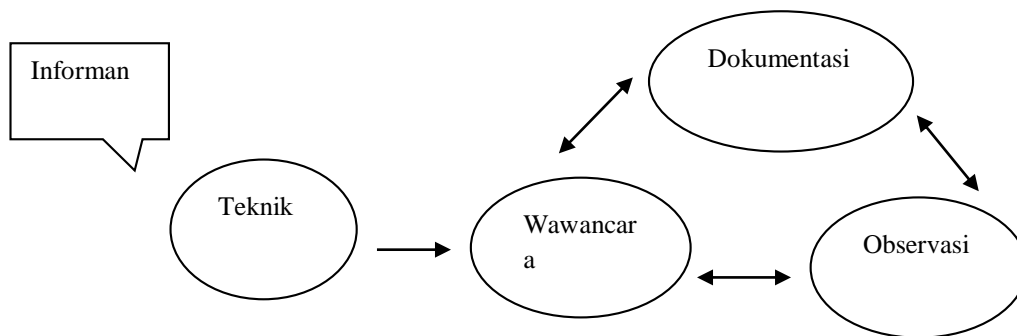 Informan
Dokumentasi
Teknik
Wawancar
a
Observasi